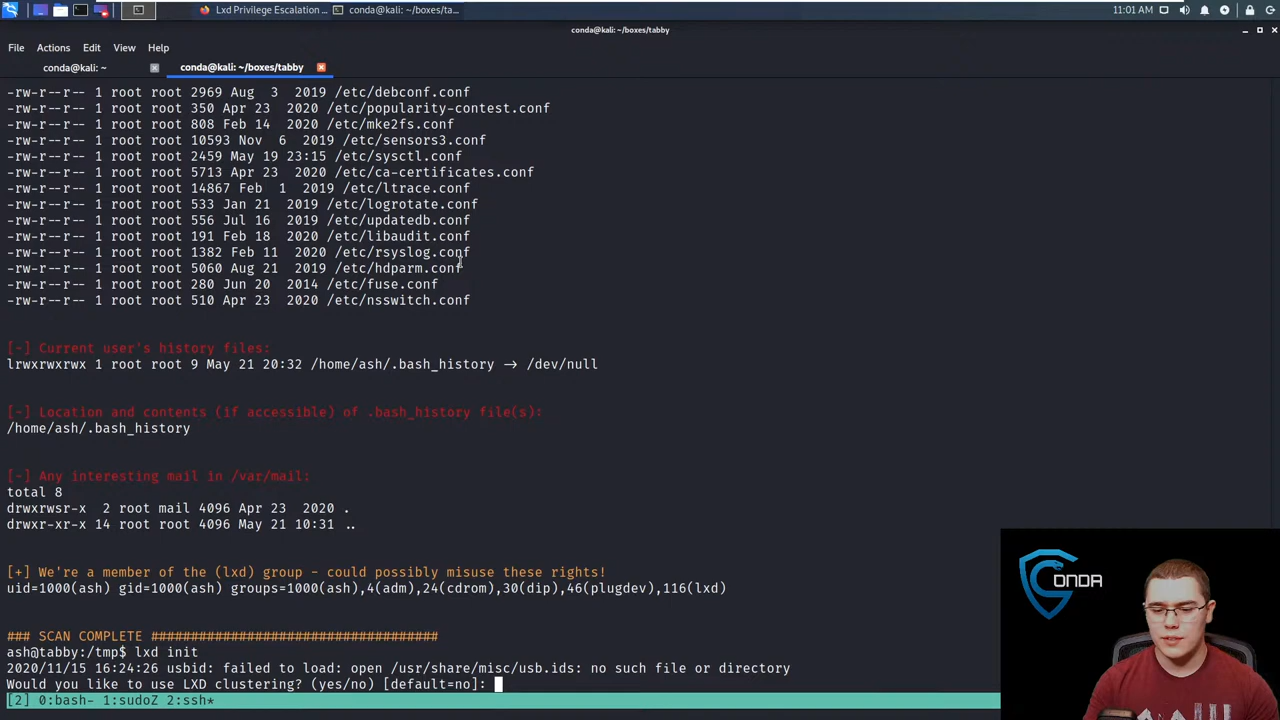 Lxd Privilege Escalation ...
conda@kali: ~/boxes/ta...
11:01 AM
conda@kali: ~/boxes/tabby
File Actions Edit View Help
conda@kali: ~
conda@kali: ~/boxes/tabby
-rw-r--r-- 1 root root 2969 Aug  3  2019 /etc/debconf.conf
-rw-r--r-- 1 root root 350 Apr 23  2020 /etc/popularity-contest.conf
-rw-r--r-- 1 root root 808 Feb 14  2020 /etc/mke2fs.conf
-rw-r--r-- 1 root root 10593 Nov  6  2019 /etc/sensors3.conf
-rw-r--r-- 1 root root 2459 May 19 23:15 /etc/sysctl.conf
-rw-r--r-- 1 root root 5713 Apr 23  2020 /etc/ca-certificates.conf
-rw-r--r-- 1 root root 14867 Feb  1  2019 /etc/ltrace.conf
-rw-r--r-- 1 root root 533 Jan 21  2019 /etc/logrotate.conf
-rw-r--r-- 1 root root 556 Jul 16  2019 /etc/updatedb.conf
-rw-r--r-- 1 root root 191 Feb 18  2020 /etc/libaudit.conf
-rw-r--r-- 1 root root 1382 Feb 11  2020 /etc/rsyslog.conf
-rw-r--r-- 1 root root 5060 Aug 21  2019 /etc/hdparm.conf
-rw-r--r-- 1 root root 280 Jun 20  2014 /etc/fuse.conf
-rw-r--r-- 1 root root 510 Apr 23  2020 /etc/nsswitch.conf
[-] Current user's history files:
lrwxrwxrwx 1 root root 9 May 21 20:32 /home/ash/.bash_history -> /dev/null
[-] Location and contents (if accessible) of .bash_history file(s):
/home/ash/.bash_history
[-] Any interesting mail in /var/mail:
total 8
drwxrwsr-x  2 root mail 4096 Apr 23  2020 .
drwxr-xr-x 14 root root 4096 May 21 10:31 ..
[+] We're a member of the (lxd) group - could possibly misuse these rights!
uid=1000(ash) gid=1000(ash) groups=1000(ash),4(adm),24(cdrom),30(dip),46(plugdev),116(lxd)
### SCAN COMPLETE ####################################
ash@tabby:/tmp$ lxd init
2020/11/15 16:24:26 usbid: failed to load: open /usr/share/misc/usb.ids: no such file or directory
Would you like to use LXD clustering? (yes/no) [default=no]:
[2] 0:bash- 1:sudoZ 2:ssh*
CONDA